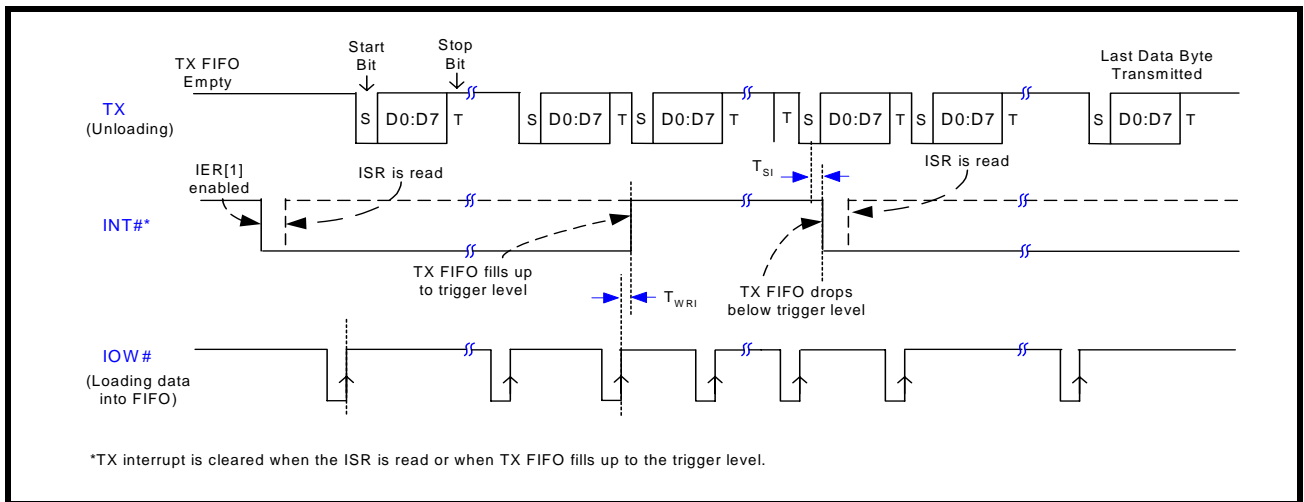 Start
Bit
Stop
Bit
TX FIFO
Empty
Last Data Byte
Transmitted
TX
(Unloading)
S D0:D7 T S D0:D7 T S D0:D7 T T S D0:D7 T S D0:D7 T S D0:D7 T
IER[1]
enabled
ISR is read
TSI
ISR is read
INT#*
TX FIFO fills up
to trigger level
TWRI
TX FIFO drops
below trigger level
IOW#
(Loading data
into FIFO)
*TX interrupt is cleared when the ISR is read or when TX FIFO fills up to the trigger level.